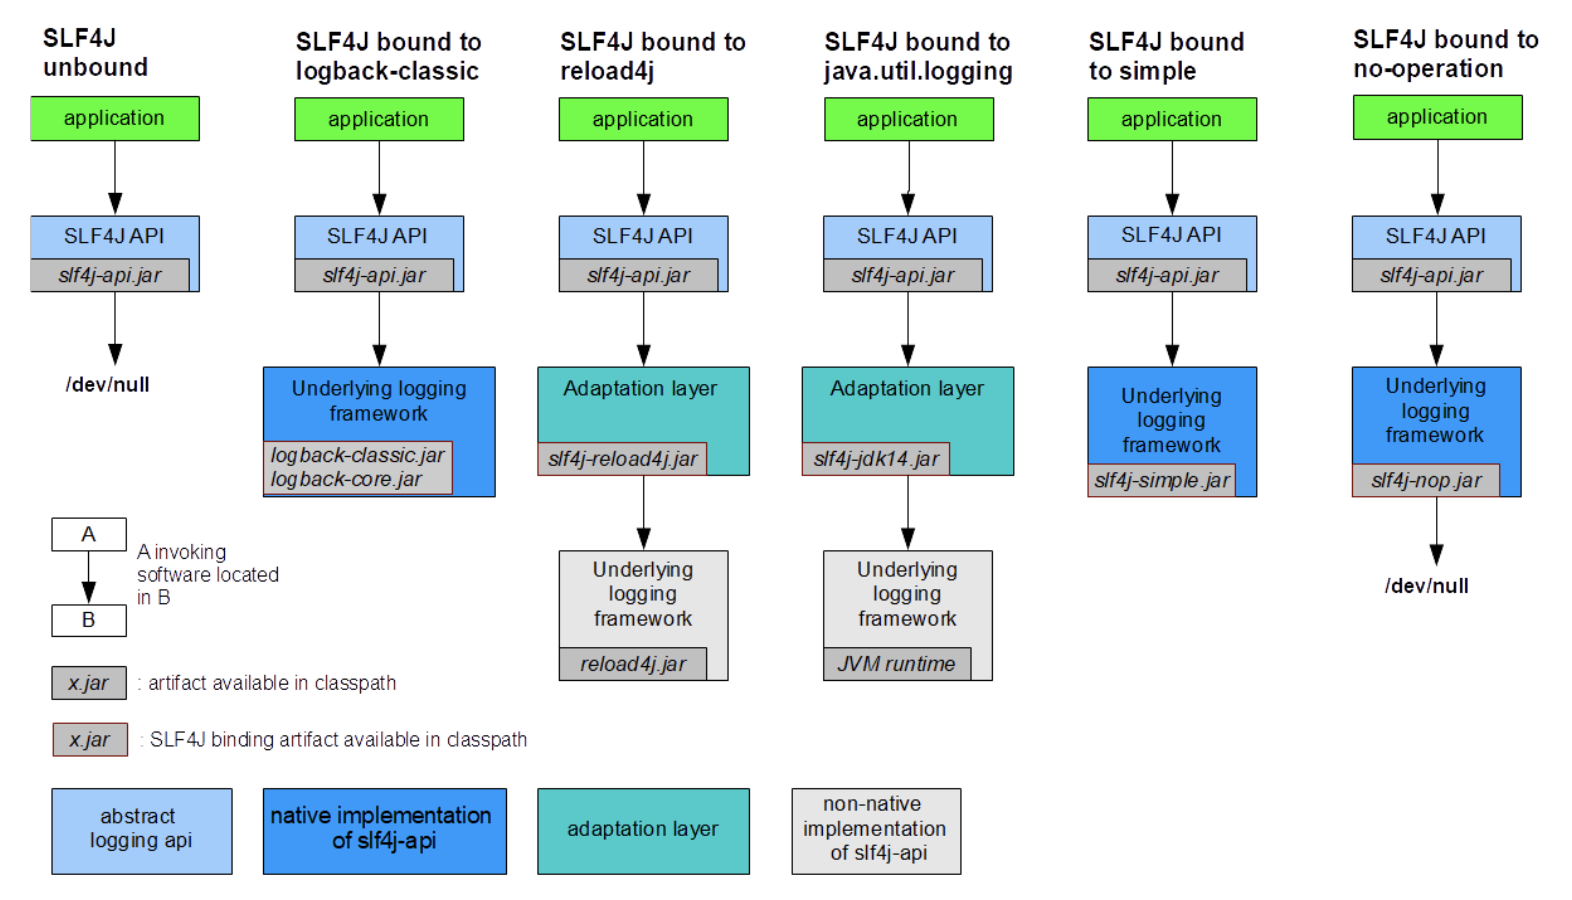 SLF4J
unbound
application
SLF4J API
slf4j-api.jar
/dev/null
SLF4J bound to
logback-classic
application
SLF4J API
slf4j-api.jar
Underlying logging
framework
logback-classic.jar
logback-core.jar
SLF4J bound to
reload4j
application
SLF4J API
slf4j-api.jar
Adaptation layer
slf4j-reload4j.jar
Underlying
logging
framework
reload4j.jar
SLF4J bound to
java.util.logging
application
SLF4J API
slf4j-api.jar
Adaptation layer
slf4j-jdk14.jar
Underlying
logging
framework
JVM runtime
SLF4J bound
to simple
application
SLF4J API
slf4j-api.jar
Underlying
logging
framework
slf4j-simple.jar
SLF4J bound to
no-operation
application
SLF4J API
slf4j-api.jar
Underlying
logging
framework
slf4j-nop.jar
/dev/null
A
B
A invoking
software located
in B
x.jar : artifact available in classpath
x.jar : SLF4J binding artifact available in classpath
abstract
logging api
native implementation
of slf4j-api
adaptation layer
non-native
implementation
of slf4j-api